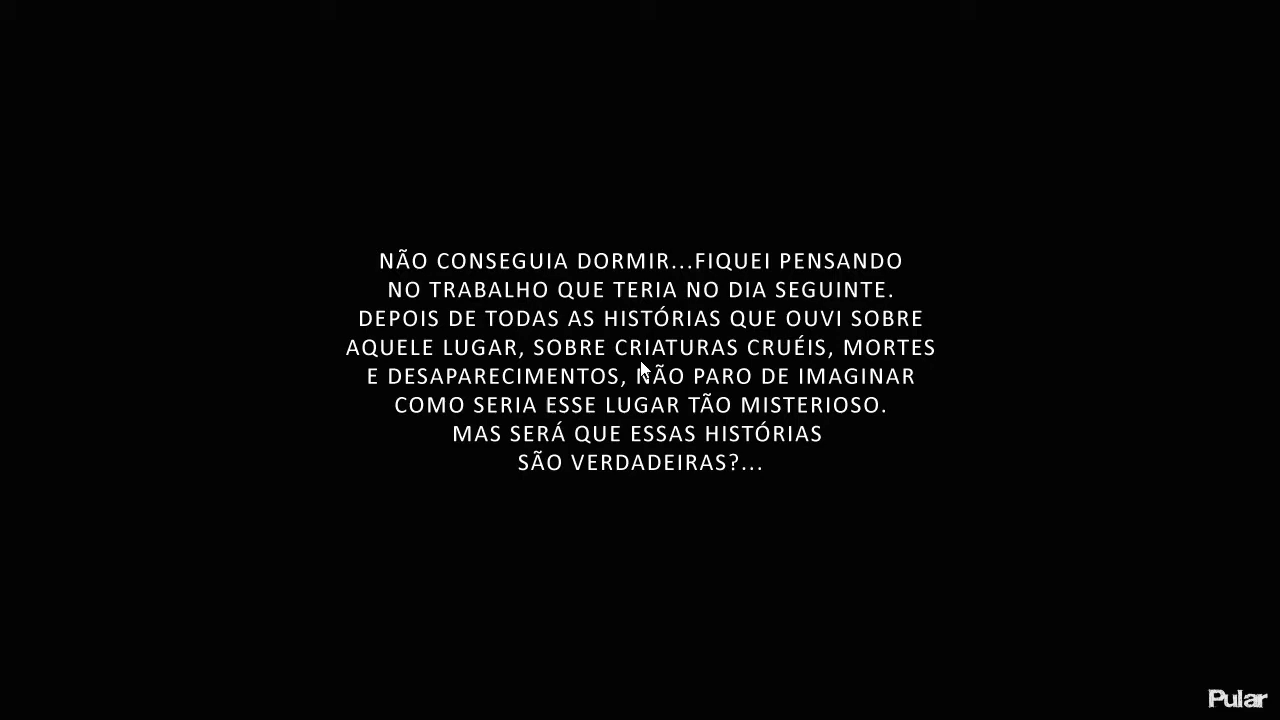 NÃO CONSEGUIA DORMIR...FIQUEI PENSANDO
NO TRABALHO QUE TERIA NO DIA SEGUINTE.
DEPOIS DE TODAS AS HISTÓRIAS QUE OUVI SOBRE
AQUELE LUGAR, SOBRE CRIATURAS CRUÉIS, MORTES
E DESAPARECIMENTOS, NÃO PARO DE IMAGINAR
COMO SERIA ESSE LUGAR TÃO MISTERIOSO.
MAS SERÁ QUE ESSAS HISTÓRIAS
SÃO VERDADEIRAS?...
Pular